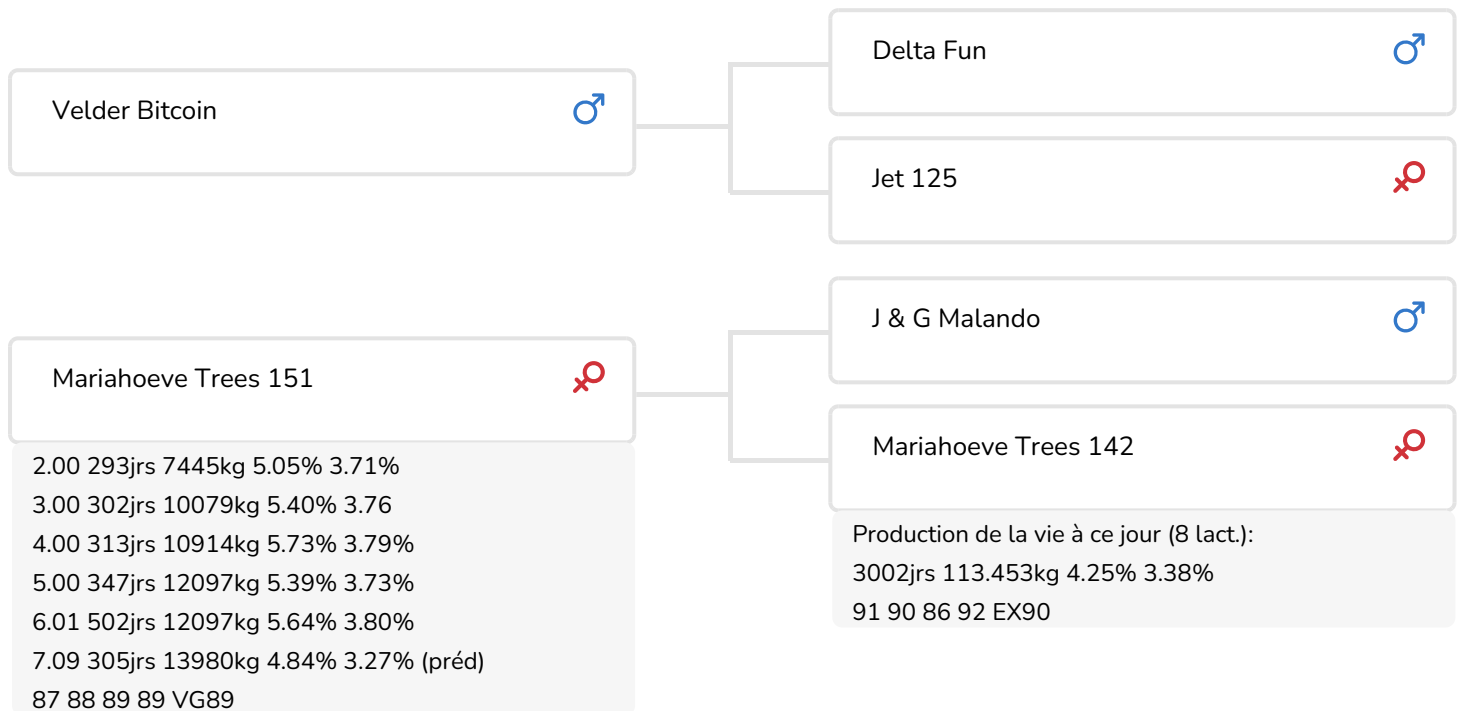 Velder Bitcoin
Delta Fun
Jet 125
Mariahoeve Trees 151
2.00 293jrs 7445kg 5.05% 3.71%
3.00 302jrs 10079kg 5.40% 3.76
4.00 313jrs 10914kg 5.73% 3.79%
5.00 347jrs 12097kg 5.39% 3.73%
6.01 502jrs 12097kg 5.64% 3.80%
7.09 305jrs 13980kg 4.84% 3.27% (préd)
87 88 89 89 VG89
J & G Malando
Mariahoeve Trees 142
Production de la vie à ce jour (8 lact.):
3002jrs 113.453kg 4.25% 3.38%
91 90 86 92 EX90